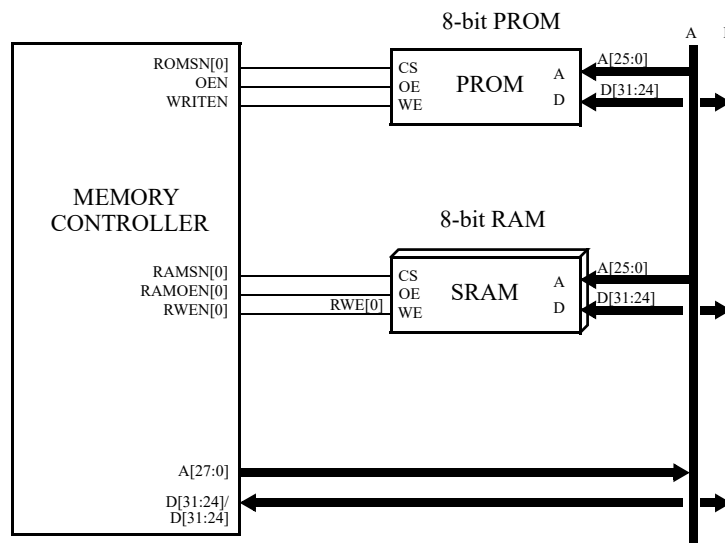 8-bit PROM
A
ROMSN[0]
OEN
WRITEN
CS
OE
WE
PROM
A
D
A[25:0]
D[31:24]
MEMORY
CONTROLLER
8-bit RAM
RAMSN[0]
RAMOEN[0]
RWEN[0]
RWE[0]
CS
OE
WE
SRAM
A
D
A[25:0]
D[31:24]
A[27:0]
D[31:24]/
D[31:24]